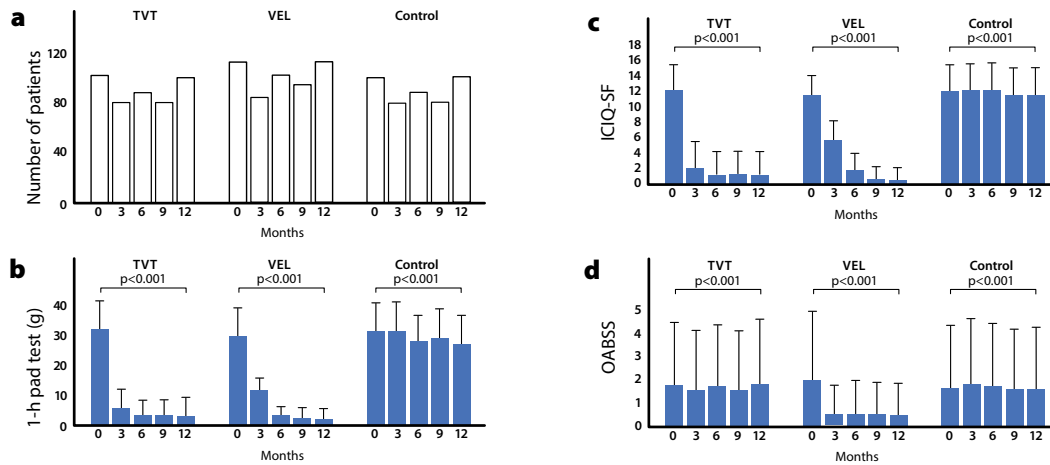 a
TVT VEL Control
Number of patients
120
80
40
0
0 3 6 9 12 0 3 6 9 12 0 3 6 9 12
Months
b
TVT VEL Control
p<0.001 p<0.001 p<0.001
1-h pad test (g)
40
30
20
10
0
0 3 6 9 12 0 3 6 9 12 0 3 6 9 12
Months
c
TVT VEL Control
p<0.001 p<0.001 p<0.001
ICIQ-SF
18
16
14
12
10
8
6
4
2
0
0 3 6 9 12 0 3 6 9 12 0 3 6 9 12
Months
d
TVT VEL Control
p<0.001 p<0.001 p<0.001
OABSS
5
4
3
2
1
0
0 3 6 9 12 0 3 6 9 12 0 3 6 9 12
Months